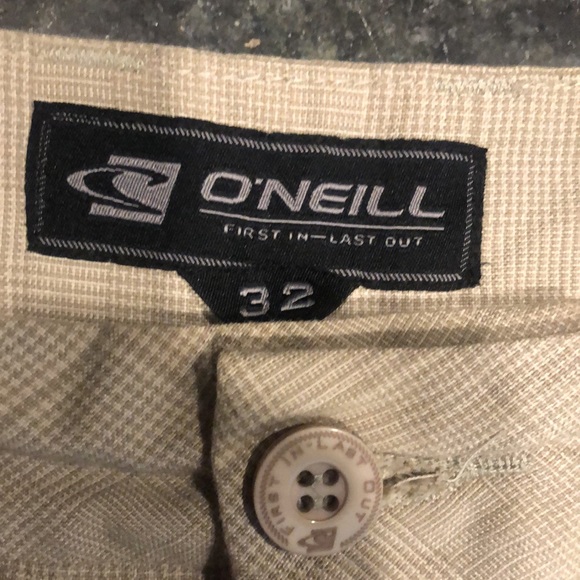 O'NEILL
FIRST IN—LAST OUT
32
FIRST IN-LAST OUT